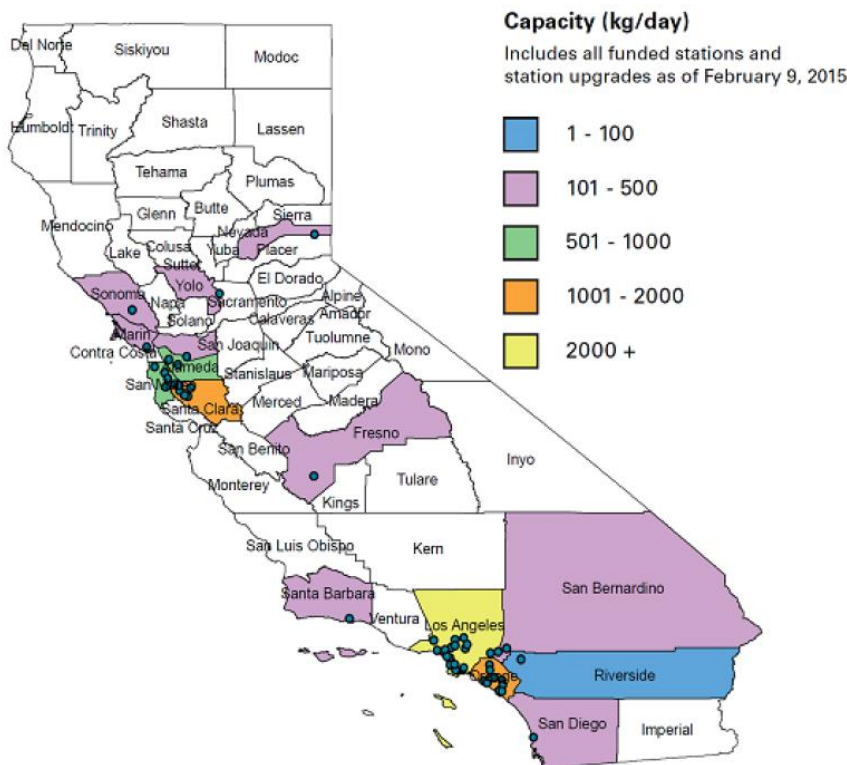 Capacity (kg/day)
Includes all funded stations and
station upgrades as of February 9, 2015
1 - 100
101 - 500
501 - 1000
1001 - 2000
2000 +
Del Norte
Siskiyou
Modoc
Humboldt
Trinity
Shasta
Lassen
Tehama
Plumas
Mendocino
Glenn
Butte
Sierra
Nevada
Lake
Colusa
Yuba
Placer
Sutter
Sonoma
Yolo
El Dorado
Napa
Sacramento
Alpine
Solano
Calaveras
Amador
Marin
Tuolumne
Contra Costa
San Joaquin
Mono
Alameda
Stanislaus
Mariposa
San Mateo
Merced
Madera
Santa Clara
Santa Cruz
Fresno
San Benito
Inyo
Monterey
Tulare
Kings
San Luis Obispo
Kern
Santa Barbara
San Bernardino
Ventura
Los Angeles
Orange
Riverside
San Diego
Imperial